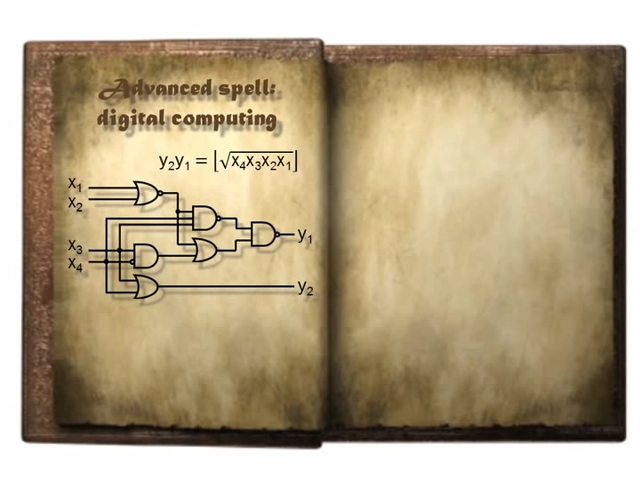 Advanced spell:
digital computing
y₂y₁ = ⌊√x₄x₃x₂x₁⌋
x₁
x₂
y₁
x₃
x₄
y₂